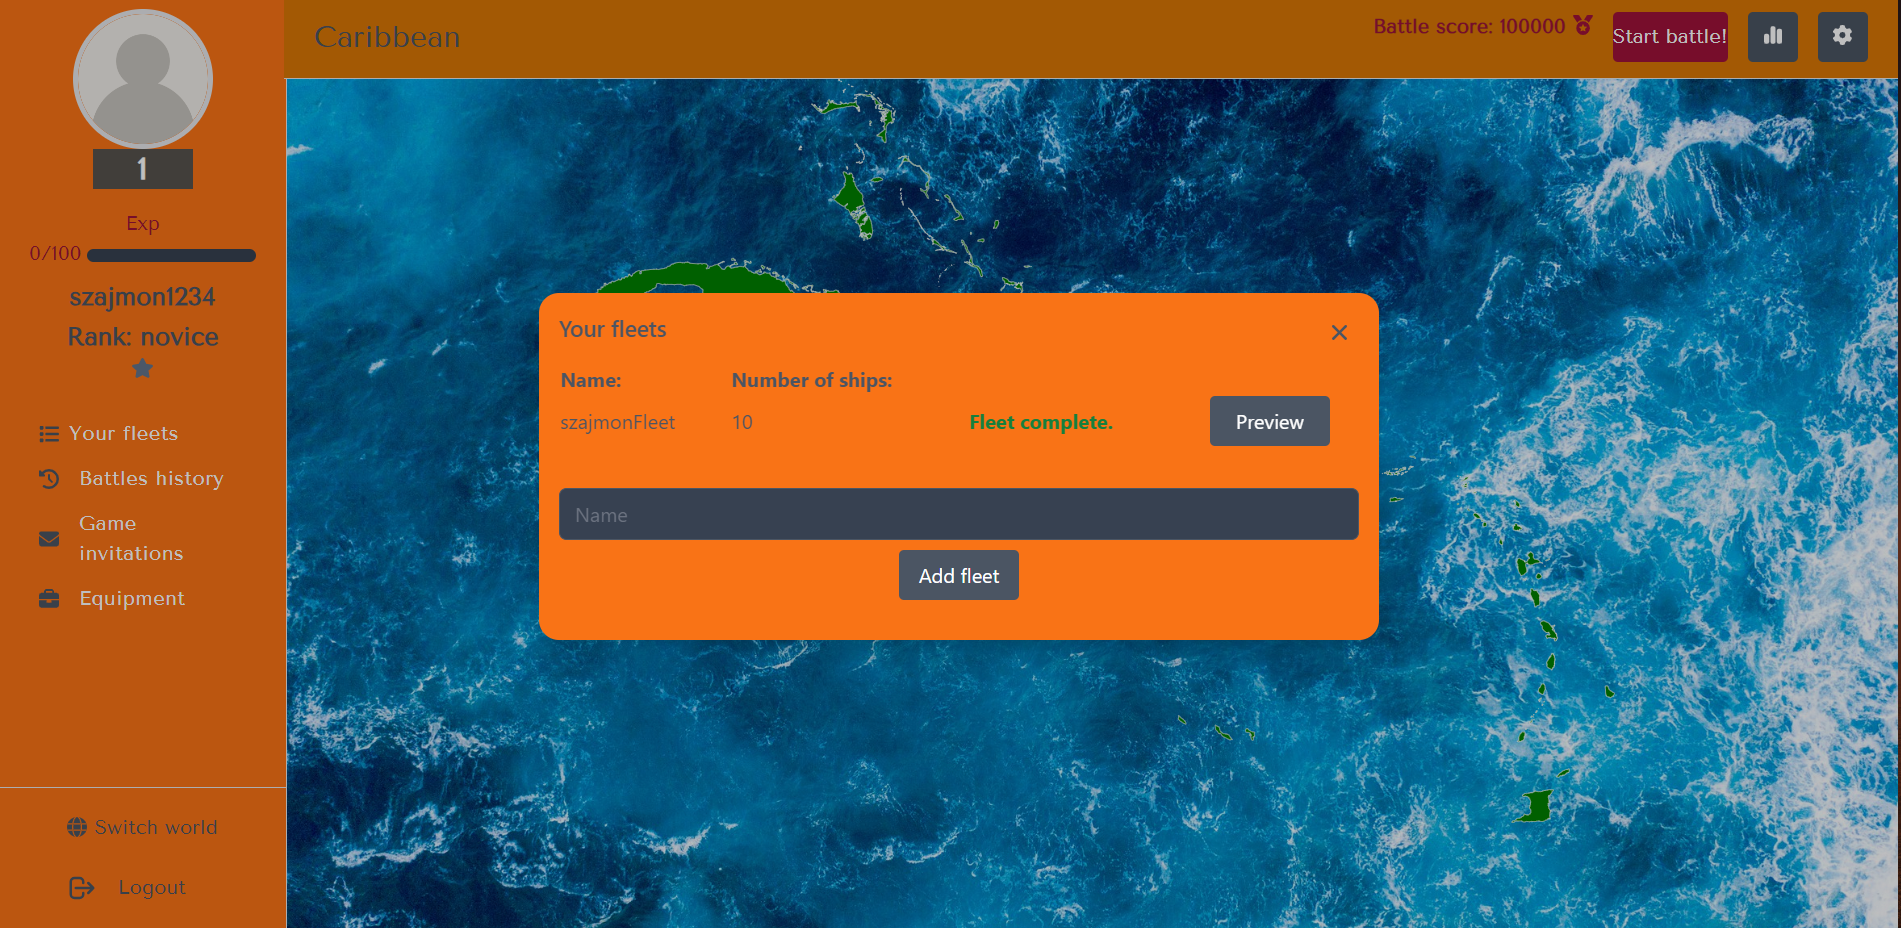 1
Exp
0/100
szajmon1234
Rank: novice
Your fleets
Battles history
Game
invitations
Equipment
Switch world
Logout
Caribbean
Battle score: 100000
Start battle!
Your fleets
Name: Number of ships:
szajmonFleet 10 Fleet complete. Preview
Name
Add fleet